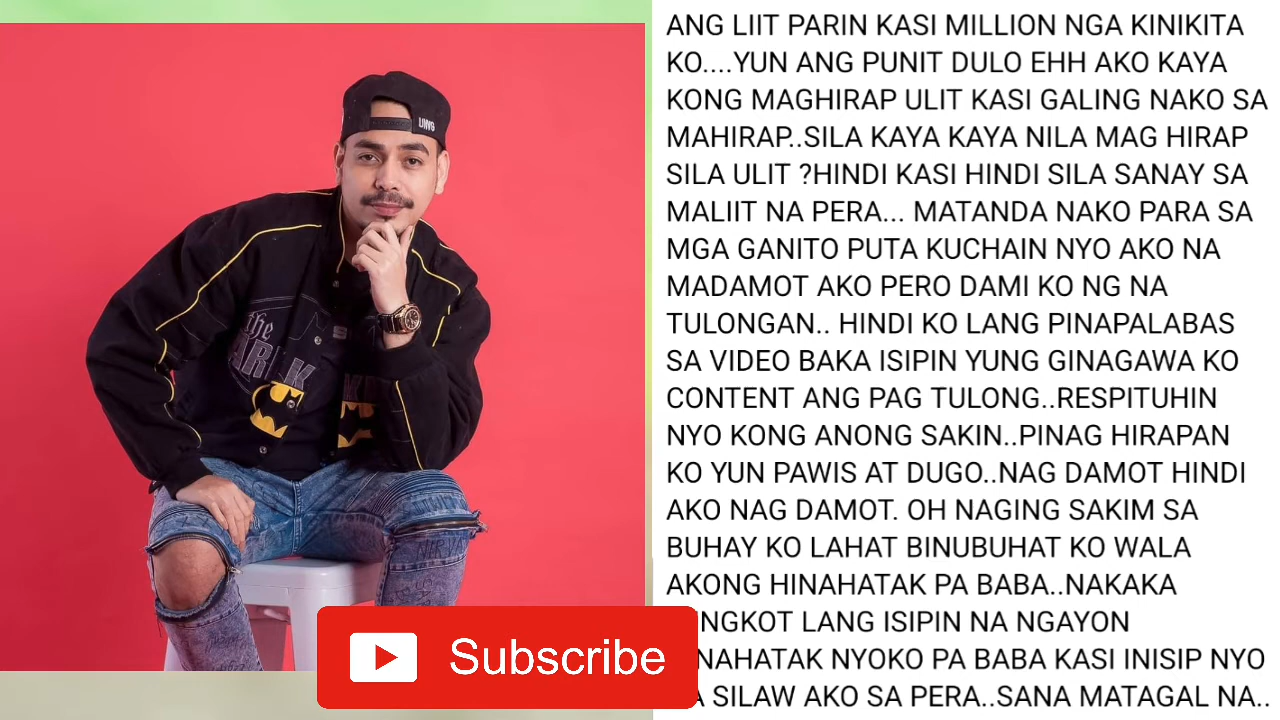 ANG LIIT PARIN KASI MILLION NGA KINIKITA
KO....YUN ANG PUNIT DULO EHH AKO KAYA
KONG MAGHIRAP ULIT KASI GALING NAKO SA
MAHIRAP..SILA KAYA KAYA NILA MAG HIRAP
SILA ULIT ?HINDI KASI HINDI SILA SANAY SA
MALIIT NA PERA... MATANDA NAKO PARA SA
MGA GANITO PUTA KUCHAIN NYO AKO NA
MADAMOT AKO PERO DAMI KO NG NA
TULONGAN.. HINDI KO LANG PINAPALABAS
SA VIDEO BAKA ISIPIN YUNG GINAGAWA KO
CONTENT ANG PAG TULONG..RESPITUHIN
NYO KONG ANONG SAKIN..PINAG HIRAPAN
KO YUN PAWIS AT DUGO..NAG DAMOT HINDI
AKO NAG DAMOT. OH NAGING SAKIM SA
BUHAY KO LAHAT BINUBUHAT KO WALA
AKONG HINAHATAK PA BABA..NAKAKA
NGKOT LANG ISIPIN NA NGAYON
NAHATAK NYOKO PA BABA KASI INISIP NYO
SILAW AKO SA PERA..SANA MATAGAL NA..
UNVG
The
Subscribe